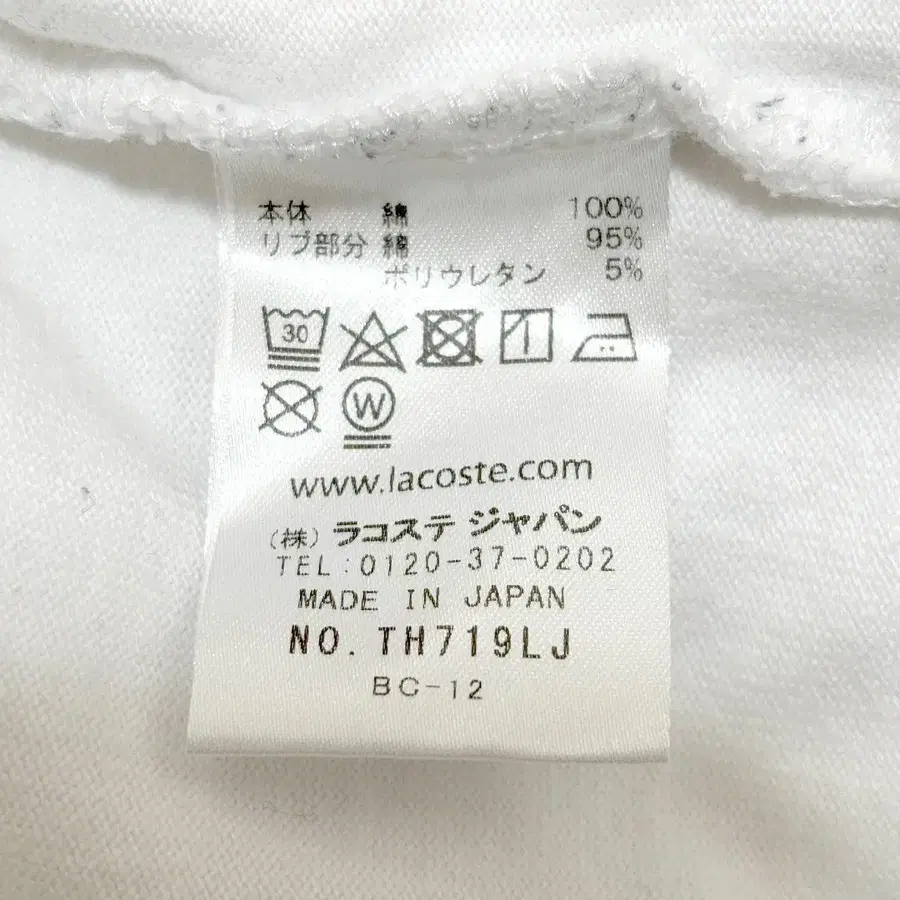 本体 綿 100%
リブ部分 綿 95%
ポリウレタン 5%
30
W
www.lacoste.com
(株) ラコステ ジャパン
TEL:0120-37-0202
MADE IN JAPAN
NO. TH719LJ
BC-12